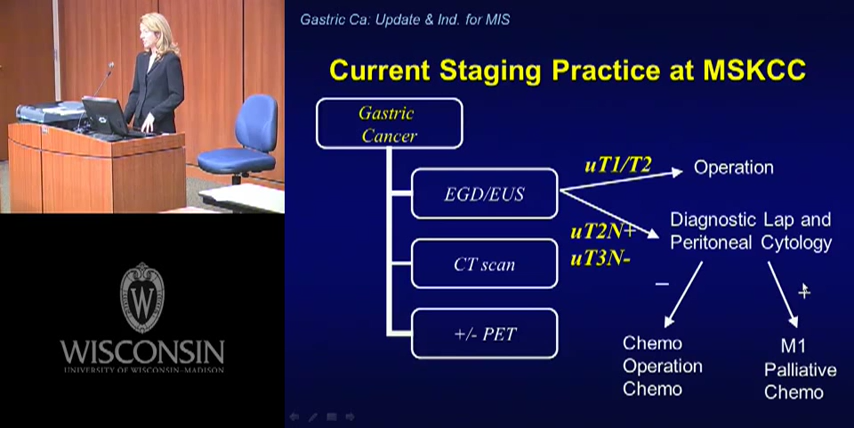 Gastric Ca: Update & Ind. for MIS
Current Staging Practice at MSKCC
Gastric
Cancer
EGD/EUS
uT1/T2
Operation
uT2N+
uT3N-
Diagnostic Lap and
Peritoneal Cytology
CT scan
+/- PET
–
+
Chemo
Operation
Chemo
M1
Palliative
Chemo
W
WISCONSIN
UNIVERSITY OF WISCONSIN–MADISON